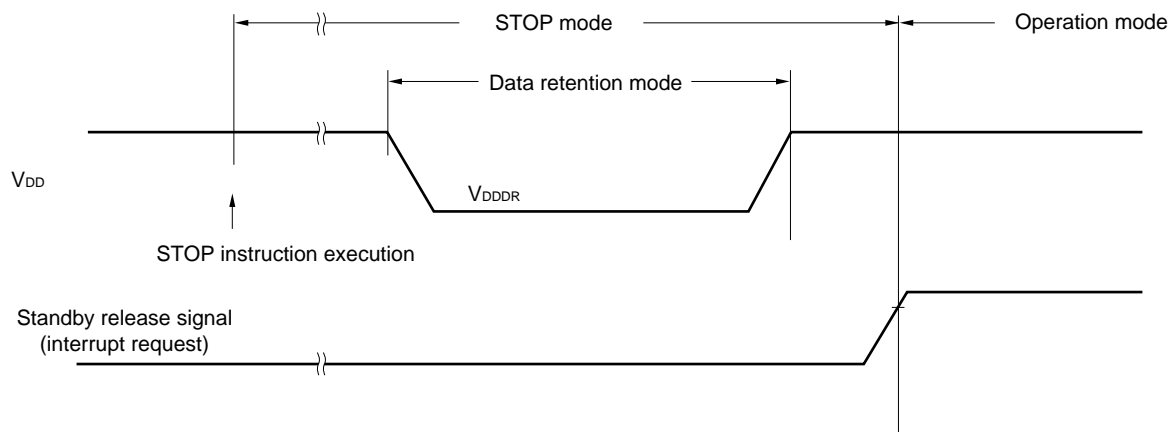 STOP mode
Operation mode
Data retention mode
VDD
VDDDR
STOP instruction execution
Standby release signal
(interrupt request)